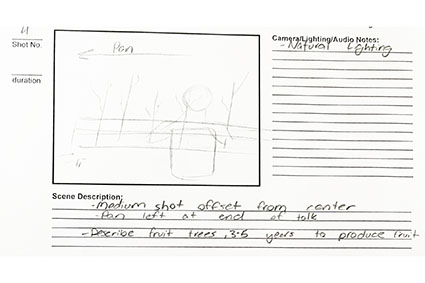 4
Shot No.
duration
Pan
Camera/Lighting/Audio Notes:
- Natural Lighting
Scene Description:
- Medium shot offset from center
- Pan left at end of talk
- Describe fruit trees, 3-5 years to produce fruit